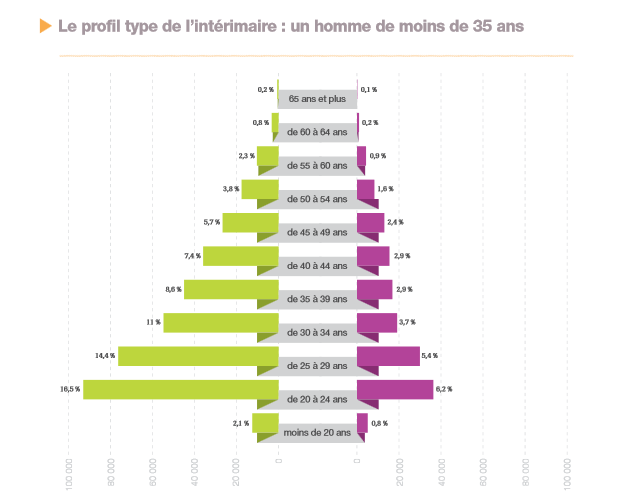 Le profil type de l'intérimaire : un homme de moins de 35 ans
0,2 % 65 ans et plus 0,1 %
0,8 % de 60 à 64 ans 0,2 %
2,3 % de 55 à 60 ans 0,9 %
3,8 % de 50 à 54 ans 1,6 %
5,7 % de 45 à 49 ans 2,4 %
7,4 % de 40 à 44 ans 2,9 %
8,6 % de 35 à 39 ans 2,9 %
11 % de 30 à 34 ans 3,7 %
14,4 % de 25 à 29 ans 5,4 %
16,5 % de 20 à 24 ans 6,2 %
2,1 % moins de 20 ans 0,8 %
100 000 80 000 60 000 40 000 20 000 0 0 20 000 40 000 60 000 80 000 100 000